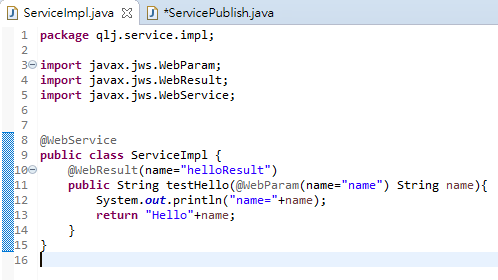 ServiceImpl.java *ServicePublish.java
1 package qlj.service.impl;
2
3 import javax.jws.WebParam;
4 import javax.jws.WebResult;
5 import javax.jws.WebService;
6
7
8 @WebService
9 public class ServiceImpl {
10 @WebResult(name="helloResult")
11 public String testHello(@WebParam(name="name") String name){
12 System.out.println("name="+name);
13 return "Hello"+name;
14 }
15 }
16